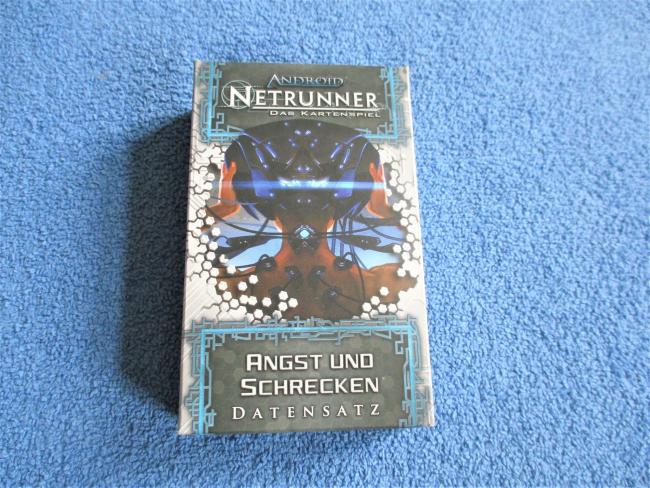 ANDROID
NETRUNNER
DAS KARTENSPIEL
ANGST UND
SCHRECKEN
DATENSATZ